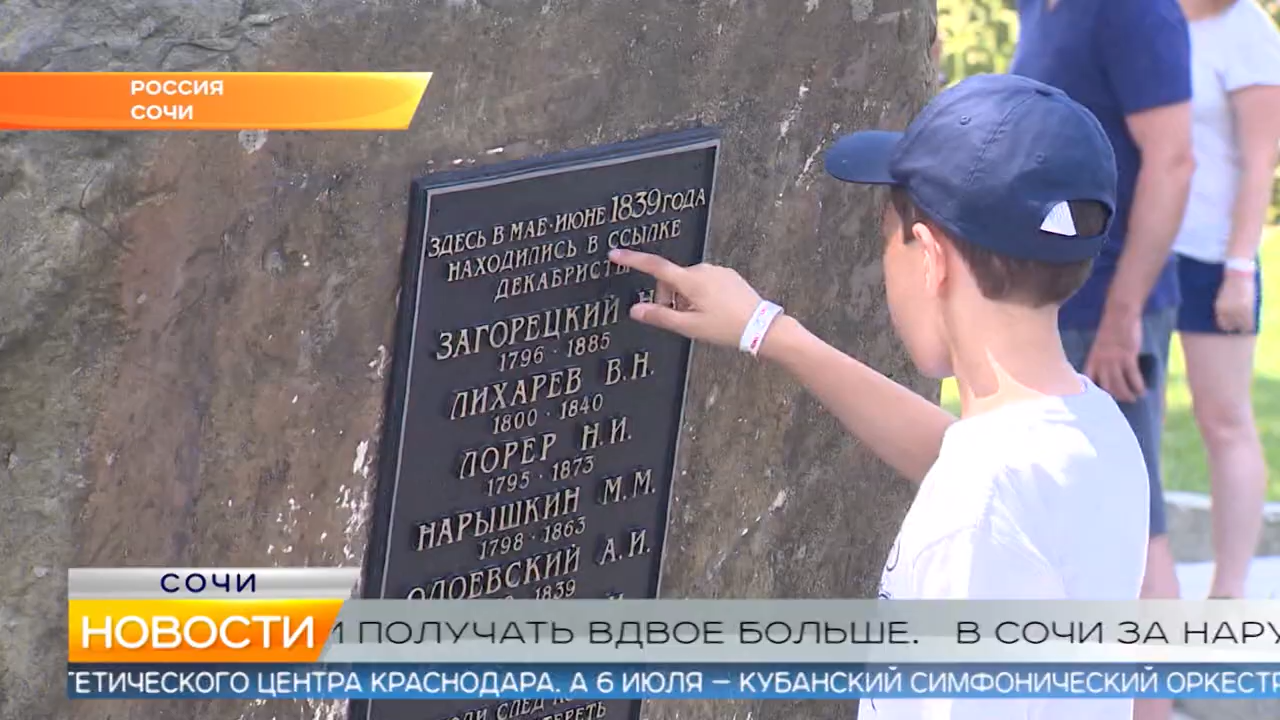 РОССИЯ
СОЧИ
ЗДЕСЬ В МАЕ·ИЮНЕ 1839 ГОДА
НАХОДИЛИСЬ В ССЫЛКЕ
ДЕКАБРИСТЫ
ЗАГОРЕЦКИЙ Н.
1796 · 1885
ЛИХАРЕВ В.Н.
1800 · 1840
ЛОРЕР Н.И.
1795 · 1873
НАРЫШКИН М.М.
1798 · 1863
ОДОЕВСКИЙ А.И.
1839
СОЧИ
НОВОСТИ
И ПОЛУЧАТЬ ВДВОЕ БОЛЬШЕ. В СОЧИ ЗА НАРУ
ТЕТИЧЕСКОГО ЦЕНТРА КРАСНОДАРА. А 6 ИЮЛЯ – КУБАНСКИЙ СИМФОНИЧЕСКИЙ ОРКЕСТР
СЛЕД